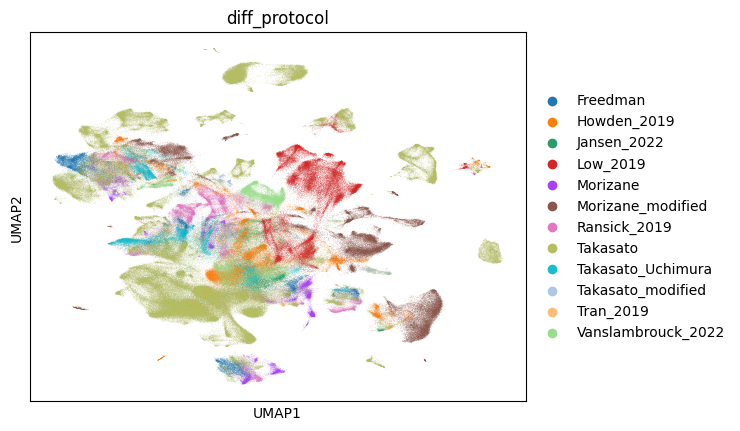 diff_protocol
UMAP2
UMAP1
Freedman
Howden_2019
Jansen_2022
Low_2019
Morizane
Morizane_modified
Ransick_2019
Takasato
Takasato_Uchimura
Takasato_modified
Tran_2019
Vanslambrouck_2022